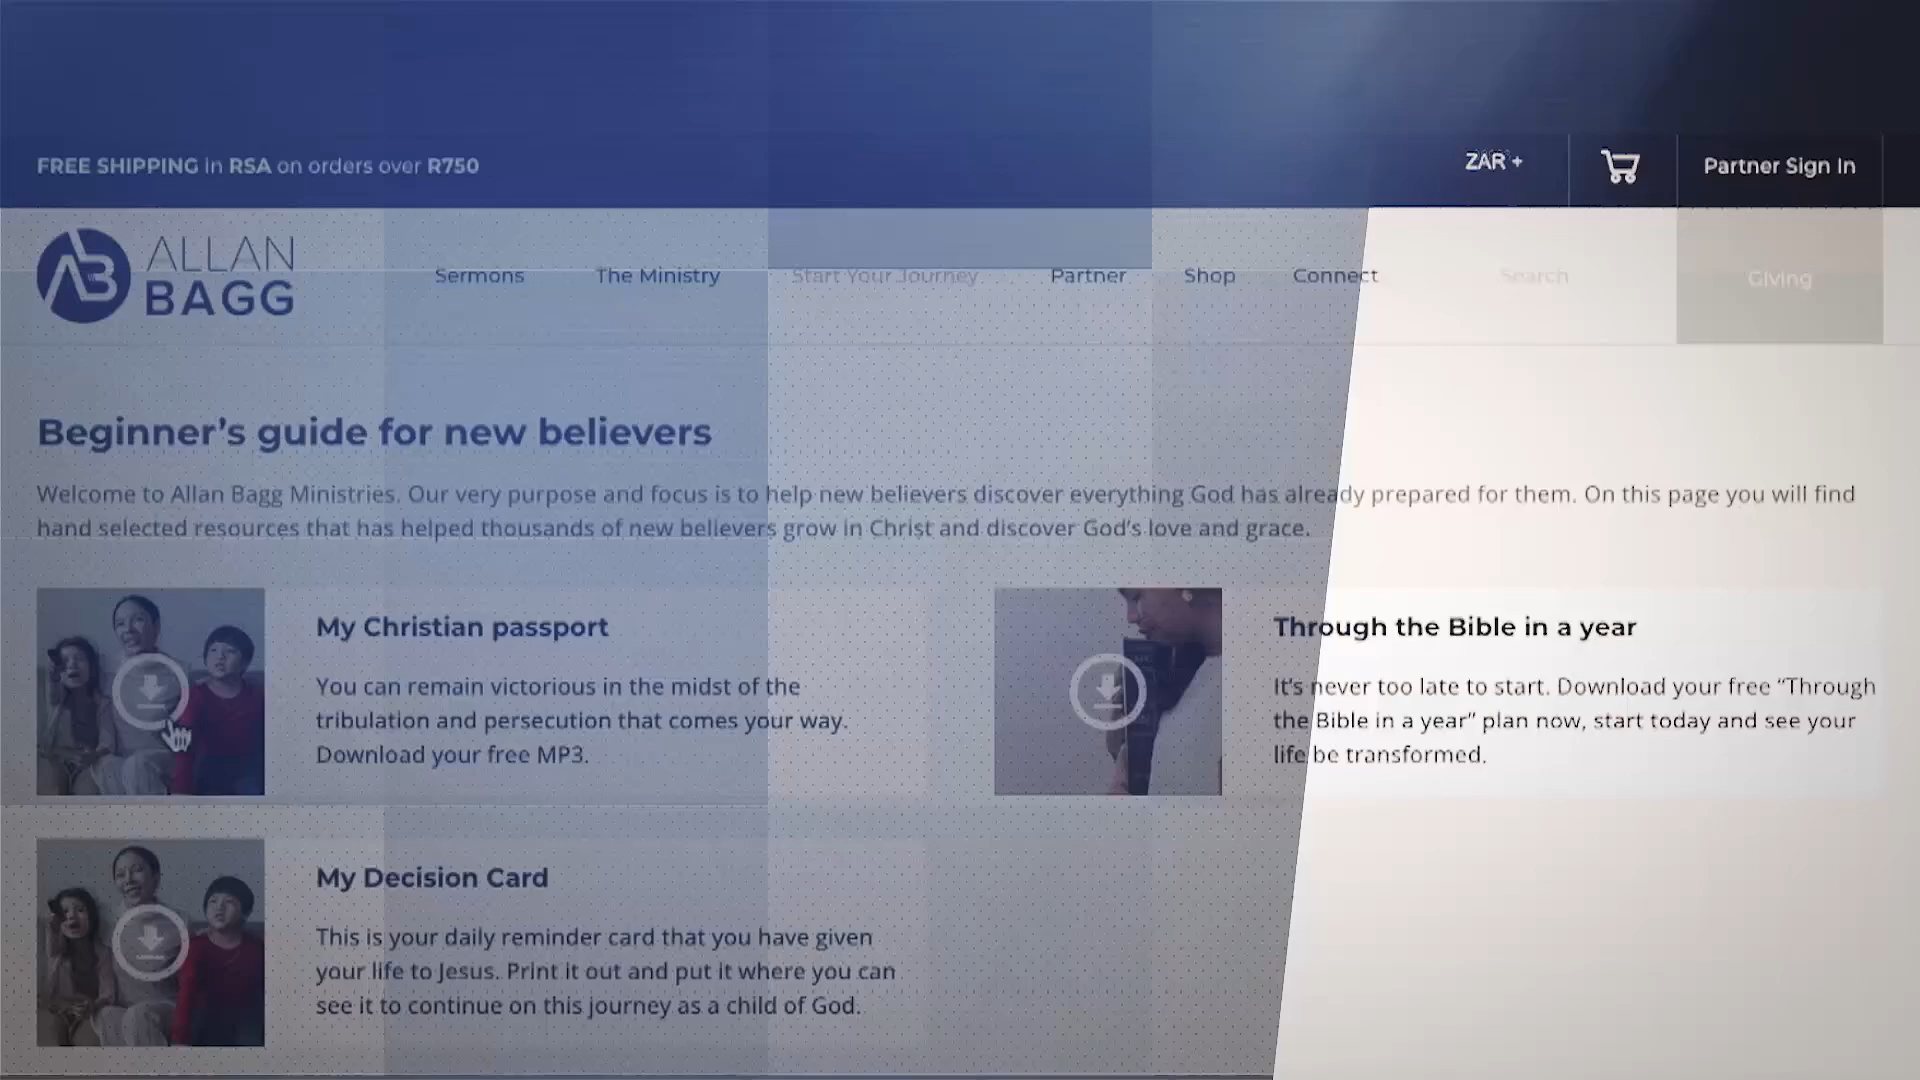 FREE SHIPPING in RSA on orders over R750
ZAR +
Partner Sign In
AB
ALLAN
BAGG
Sermons
The Ministry
Start Your Journey
Partner
Shop
Connect
Search
Giving
Beginner’s guide for new believers
Welcome to Allan Bagg Ministries. Our very purpose and focus is to help new believers discover everything God has already prepared for them. On this page you will find
hand selected resources that has helped thousands of new believers grow in Christ and discover God’s love and grace.
My Christian passport
You can remain victorious in the midst of the
tribulation and persecution that comes your way.
Download your free MP3.
Through the Bible in a year
It’s never too late to start. Download your free “Through
the Bible in a year” plan now, start today and see your
life be transformed.
My Decision Card
This is your daily reminder card that you have given
your life to Jesus. Print it out and put it where you can
see it to continue on this journey as a child of God.